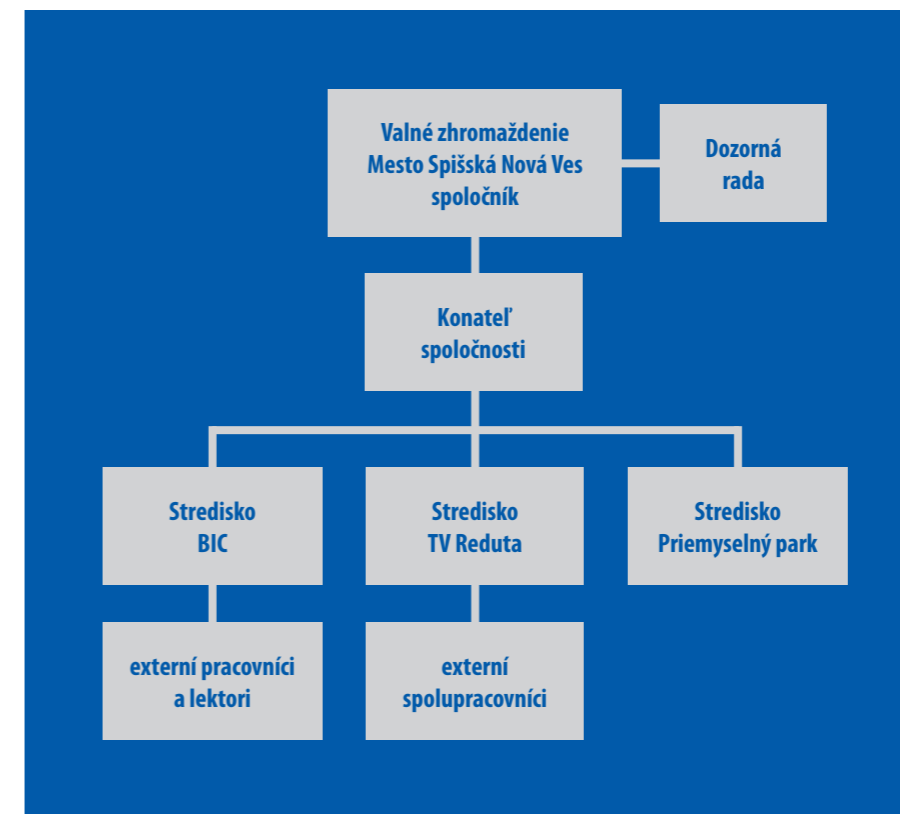 Valné zhromaždenie
Mesto Spišská Nová Ves
spoločník
Dozorná
rada
Konateľ
spoločnosti
Stredisko
BIC
Stredisko
TV Reduta
Stredisko
Priemyselný park
externí pracovníci
a lektori
externí
spolupracovníci